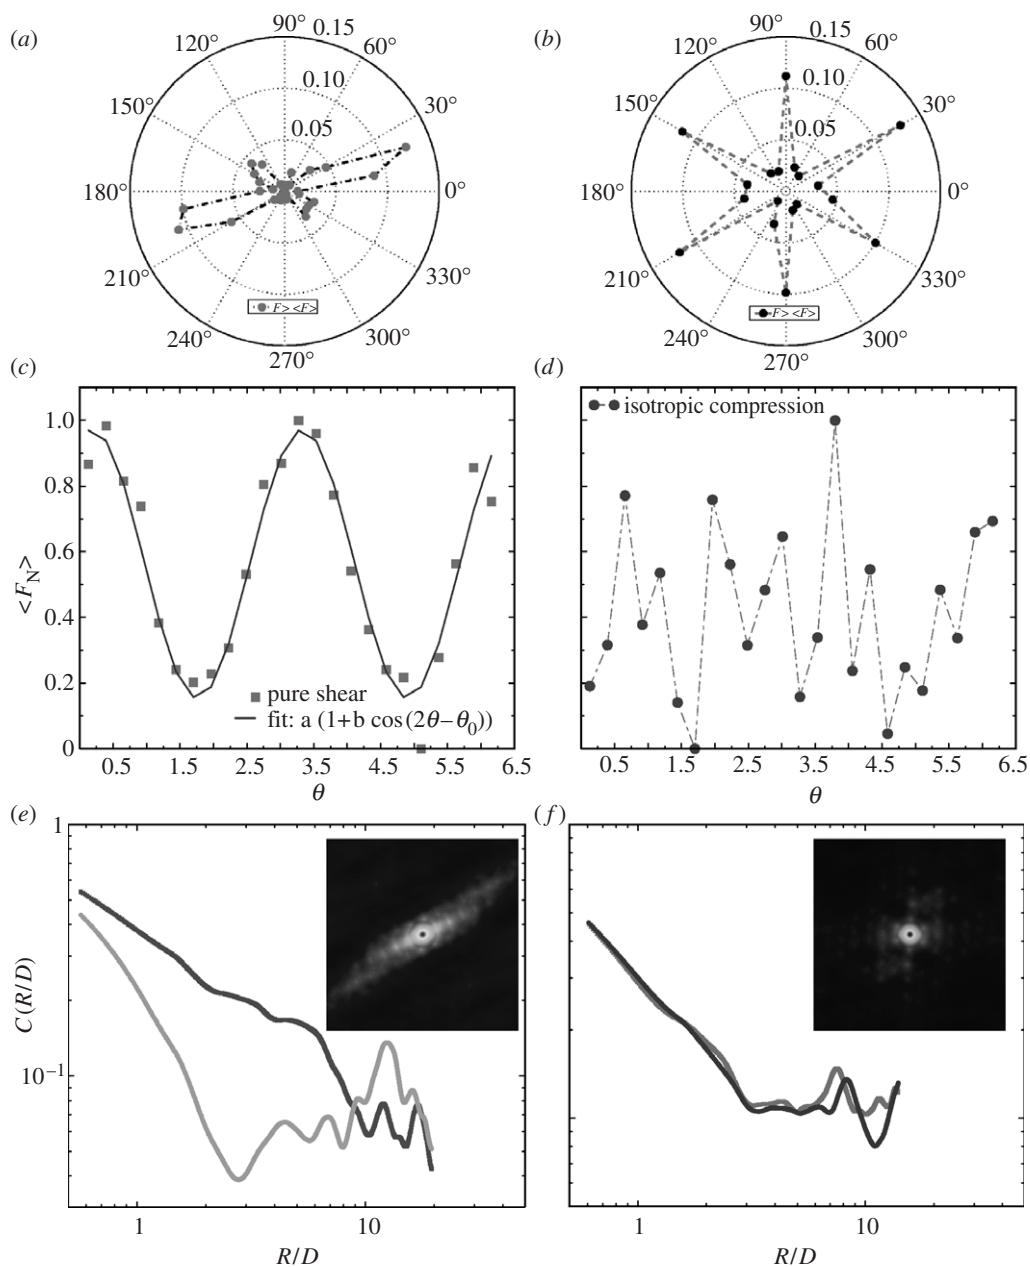 (a)
90° 0.15
120° 60°
0.10
150° 30°
0.05
180° 0°
210° 330°
F> <F>
240° 300°
270°
(b)
90° 0.15
120° 60°
0.10
150° 30°
0.05
180° 0°
210° 330°
F> <F>
240° 300°
270°
(c)
1.0
0.8
0.6
0.4
0.2
0
<F_N>
pure shear
fit: a (1+b cos(2θ−θ_0))
0.5 1.5 2.5 3.5 4.5 5.5 6.5
θ
(d)
isotropic compression
0.5 1.5 2.5 3.5 4.5 5.5 6.5
θ
(e)
1
C(R/D)
10^−1
1 10
R/D
(f)
1 10
R/D